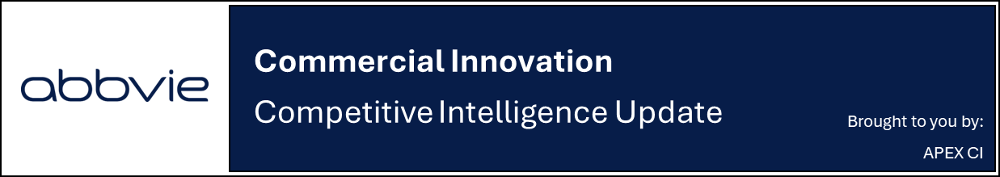 abbvie
Commercial Innovation
Competitive Intelligence Update
Brought to you by:
APEX CI